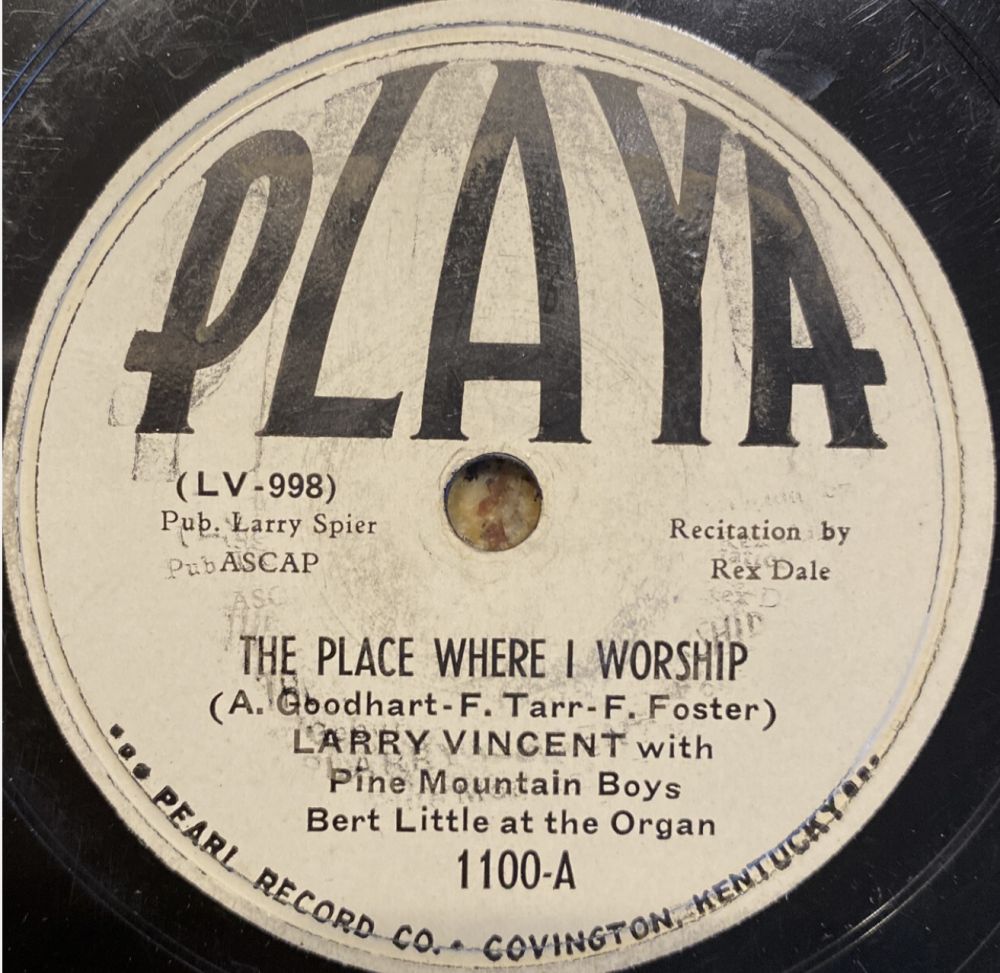 PLAYA
(LV-998)
Pub. Larry Spier
ASCAP
Recitation by
Rex Dale
THE PLACE WHERE I WORSHIP
(A. Goodhart-F. Tarr-F. Foster)
LARRY VINCENT with
Pine Mountain Boys
Bert Little at the Organ
1100-A
PEARL RECORD CO. • COVINGTON, KENTUCKY